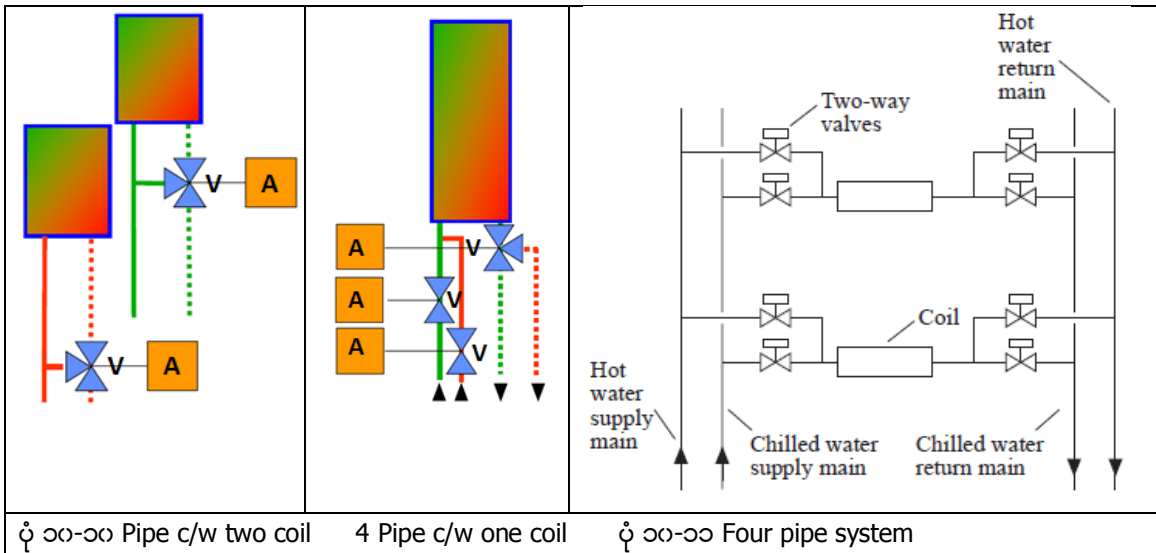 V
A
V
A
A
V
A
V
A
V
Hot
water
return
main
Two-way
valves
Coil
Hot
water
supply
main
Chilled water
supply main
Chilled water
return main
ပုံ ၁၀-၁၀ Pipe c/w two coil 4 Pipe c/w one coil ပုံ ၁၀-၁၁ Four pipe system